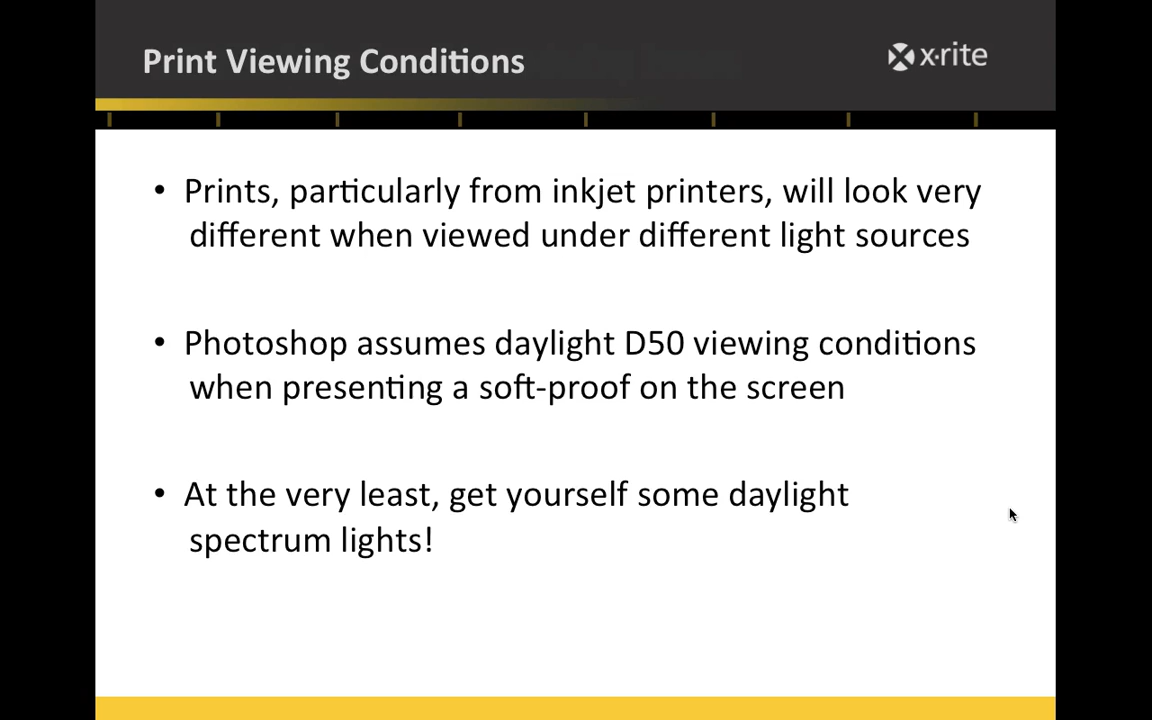 Print Viewing Conditions
x·rite
• Prints, particularly from inkjet printers, will look very
different when viewed under different light sources
• Photoshop assumes daylight D50 viewing conditions
when presenting a soft-proof on the screen
• At the very least, get yourself some daylight
spectrum lights!